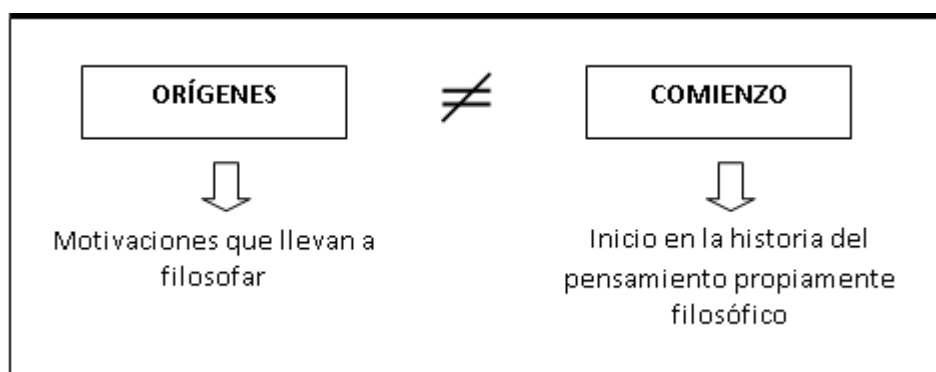 ORÍGENES
≠
COMIENZO
Motivaciones que llevan a
filosofar
Inicio en la historia del
pensamiento propiamente
filosófico